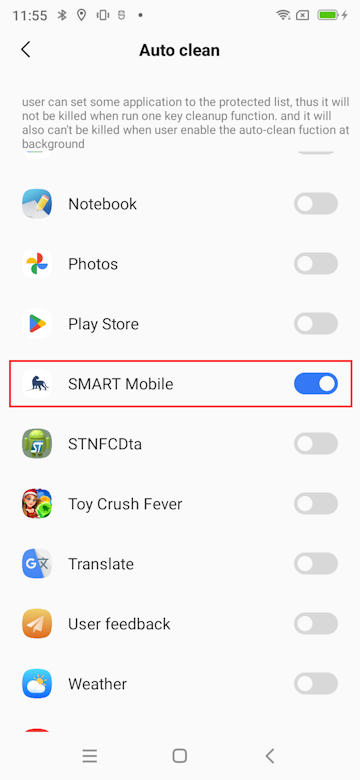 11:55
Auto clean
user can set some application to the protected list, thus it will
not be killed when run one key cleanup function. and it will
also can't be killed when user enable the auto-clean fuction at
background
Notebook
Photos
Play Store
SMART Mobile
STNFCDta
Toy Crush Fever
Translate
User feedback
Weather